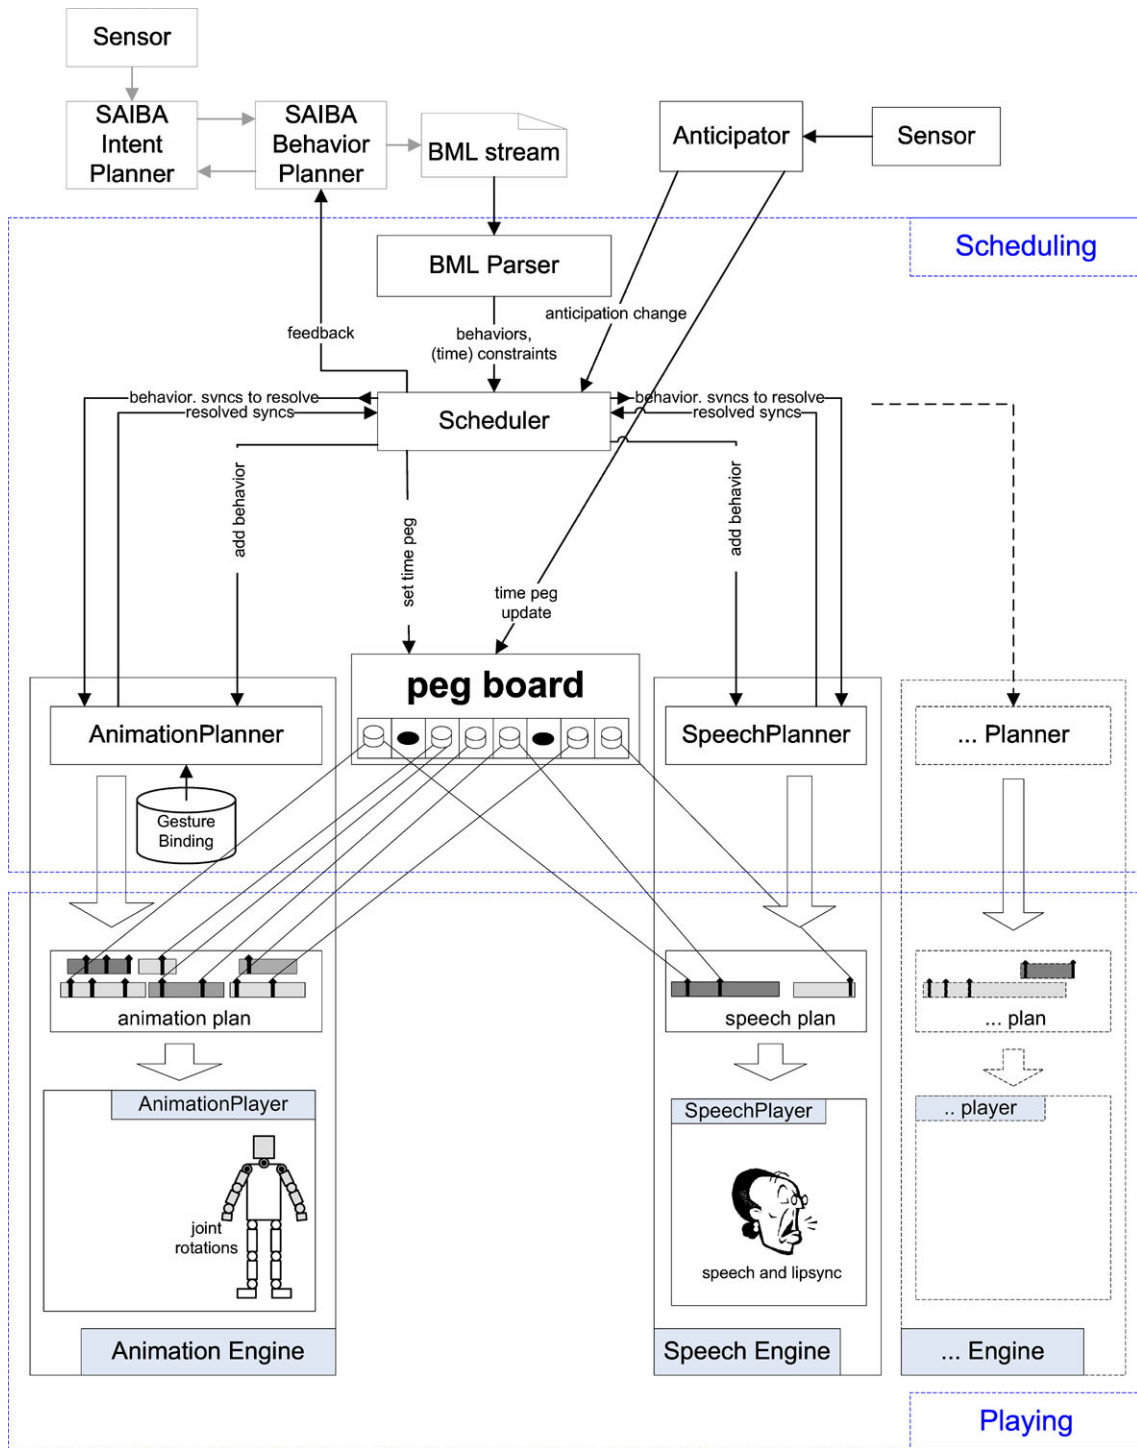 Sensor
SAIBA
Intent
Planner
SAIBA
Behavior
Planner
BML stream
Anticipator
Sensor
Scheduling
BML Parser
feedback
behaviors,
(time) constraints
anticipation change
behavior. syncs to resolve
resolved syncs
Scheduler
behavior. syncs to resolve
resolved syncs
add behavior
set time peg
time peg
update
add behavior
peg board
AnimationPlanner
SpeechPlanner
... Planner
Gesture
Binding
animation plan
speech plan
... plan
AnimationPlayer
SpeechPlayer
.. player
joint
rotations
speech and lipsync
Animation Engine
Speech Engine
... Engine
Playing